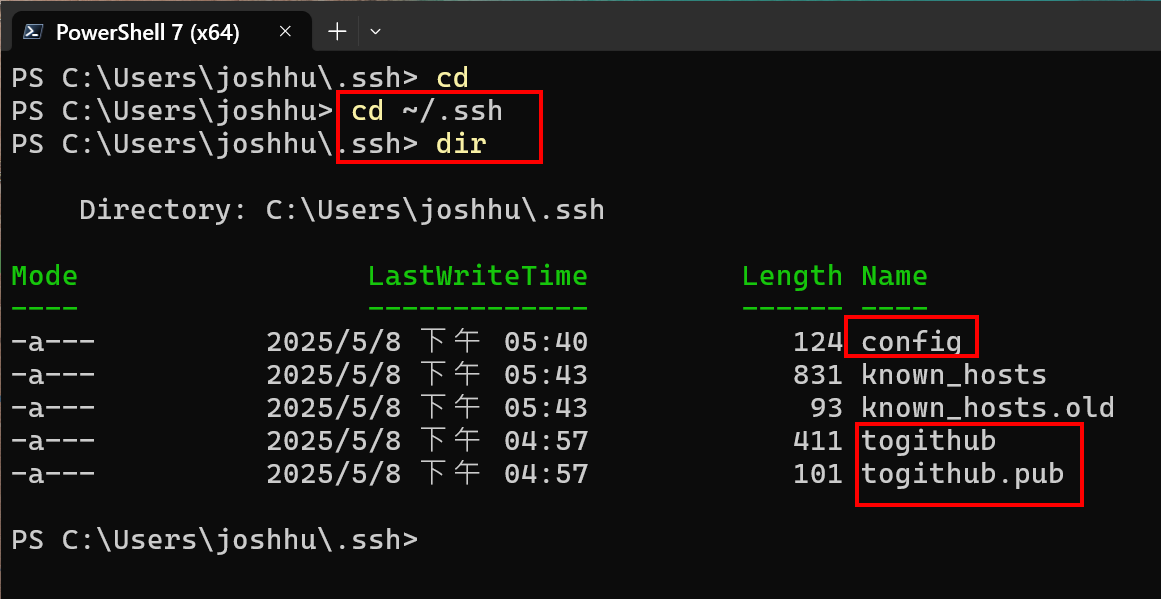 PowerShell 7 (x64)
PS C:\Users\joshhu\.ssh> cd
PS C:\Users\joshhu> cd ~/.ssh
PS C:\Users\joshhu\.ssh> dir
Directory: C:\Users\joshhu\.ssh
Mode LastWriteTime Length Name
---- ------------- ------ ----
-a--- 2025/5/8 下午 05:40 124 config
-a--- 2025/5/8 下午 05:43 831 known_hosts
-a--- 2025/5/8 下午 05:43 93 known_hosts.old
-a--- 2025/5/8 下午 04:57 411 togithub
-a--- 2025/5/8 下午 04:57 101 togithub.pub
PS C:\Users\joshhu\.ssh>